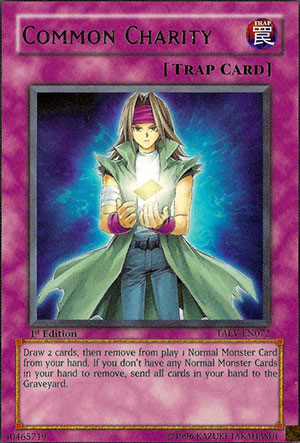 COMMON CHARITY
TRAP
罠
[ TRAP CARD ]
1st Edition
TAEV-EN072
Draw 2 cards, then remove from play 1 Normal Monster Card
from your hand. If you don't have any Normal Monster Cards
in your hand to remove, send all cards in your hand to the
Graveyard.
40465719
©1996 KAZUKI TAKAHASHI